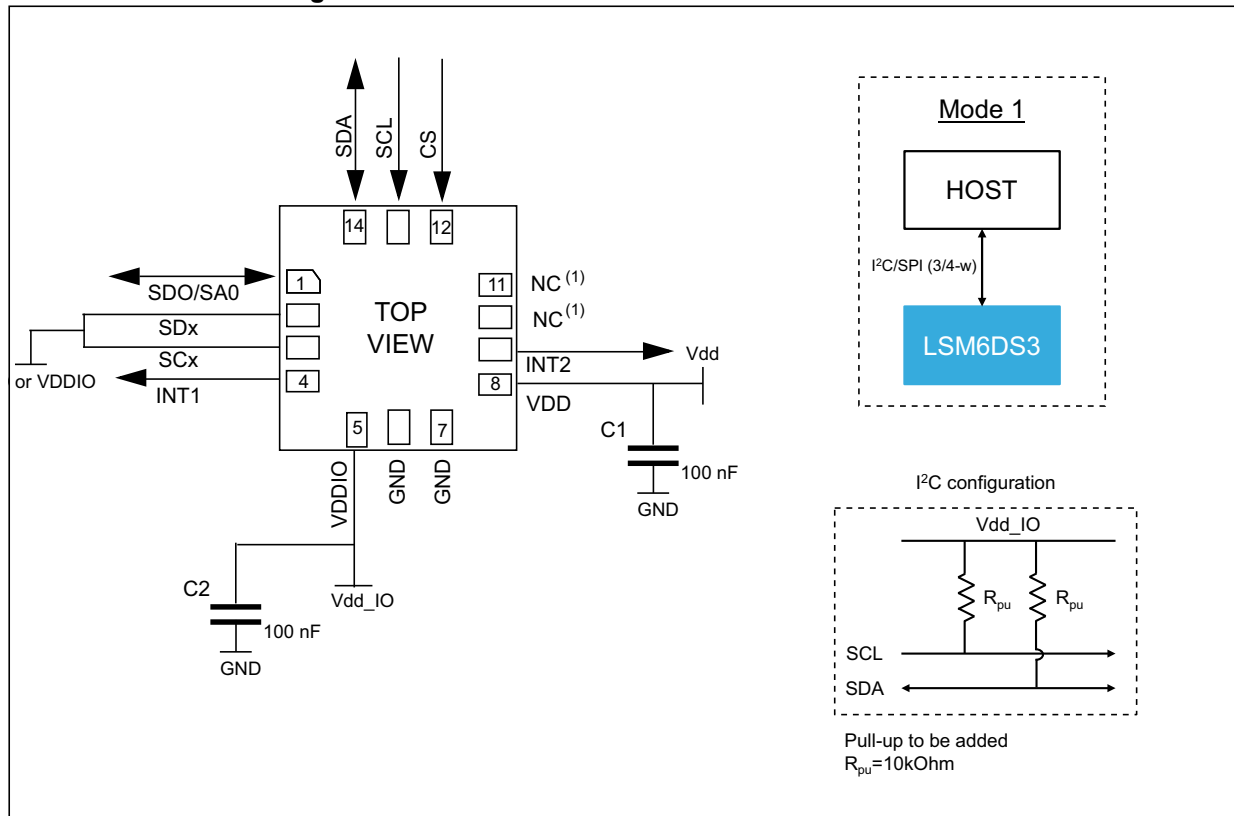 g
SDA
SCL
CS
14
12
1
SDO/SA0
SDx
SCx
or VDDIO
4
INT1
TOP
VIEW
11
NC (1)
NC (1)
INT2
Vdd
8
VDD
5
7
VDDIO
GND
GND
C1
100 nF
GND
C2
100 nF
GND
Vdd_IO
Mode 1
HOST
I²C/SPI (3/4-w)
LSM6DS3
I²C configuration
Vdd_IO
Rpu
Rpu
SCL
SDA
Pull-up to be added
Rpu=10kOhm